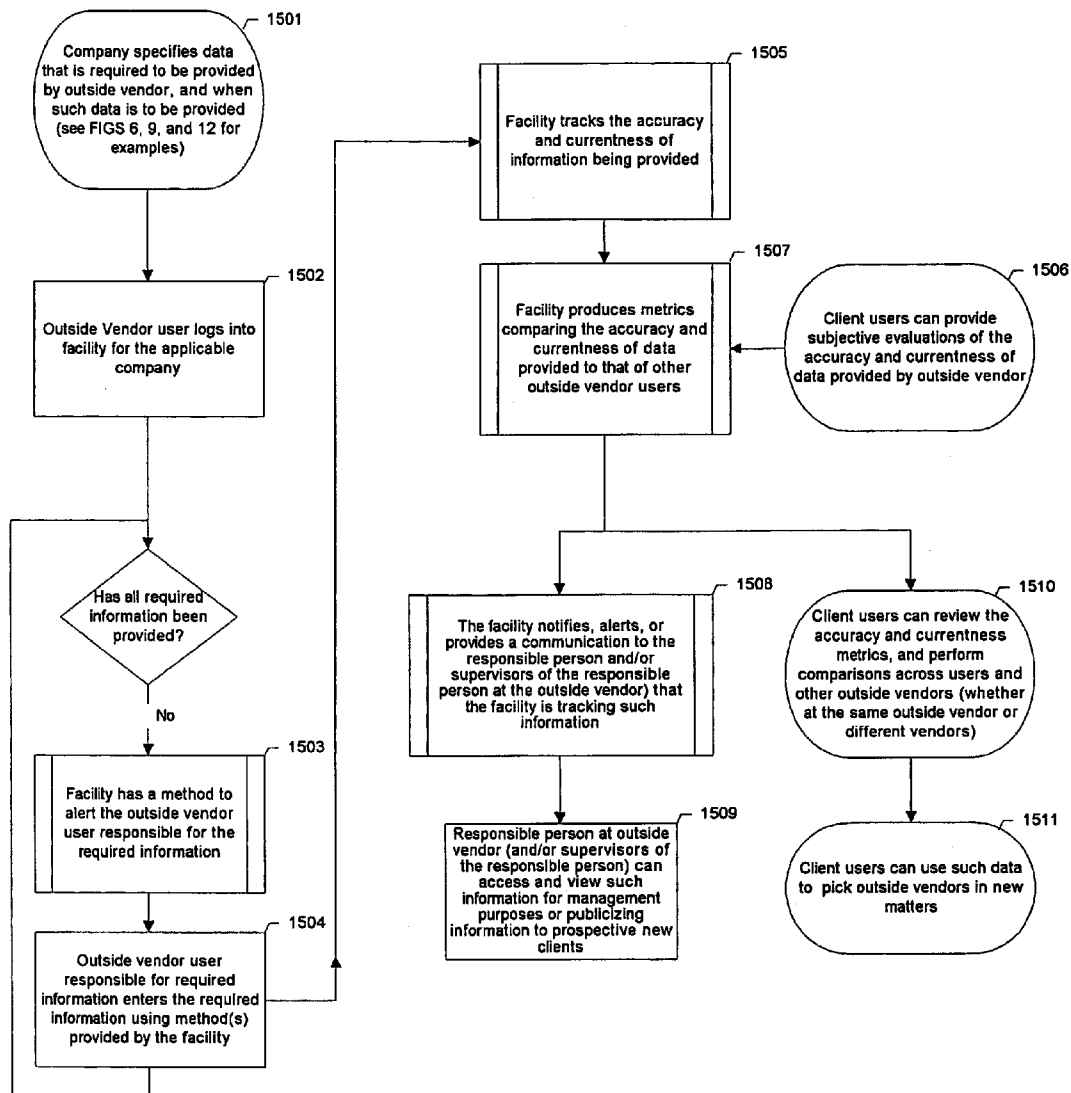 1501
Company specifies data
that is required to be provided
by outside vendor, and when
such data is to be provided
(see FIGS 6, 9, and 12 for
examples)
1502
Outside Vendor user logs into
facility for the applicable
company
Has all required
information been
provided?
No
1503
Facility has a method to
alert the outside vendor
user responsible for the
required information
1504
Outside vendor user
responsible for required
information enters the required
information using method(s)
provided by the facility
1505
Facility tracks the accuracy
and currentness of
information being provided
1507
Facility produces metrics
comparing the accuracy and
currentness of data
provided to that of other
outside vendor users
1506
Client users can provide
subjective evaluations of the
accuracy and currentness of
data provided by outside vendor
1508
The facility notifies, alerts, or
provides a communication to the
responsible person and/or
supervisors of the responsible
person at the outside vendor) that
the facility is tracking such
information
1509
Responsible person at outside
vendor (and/or supervisors of
the responsible person) can
access and view such
information for management
purposes or publicizing
information to prospective new
clients
1510
Client users can review the
accuracy and currentness
metrics, and perform
comparisons across users and
other outside vendors (whether
at the same outside vendor or
different vendors)
1511
Client users can use such data
to pick outside vendors in new
matters